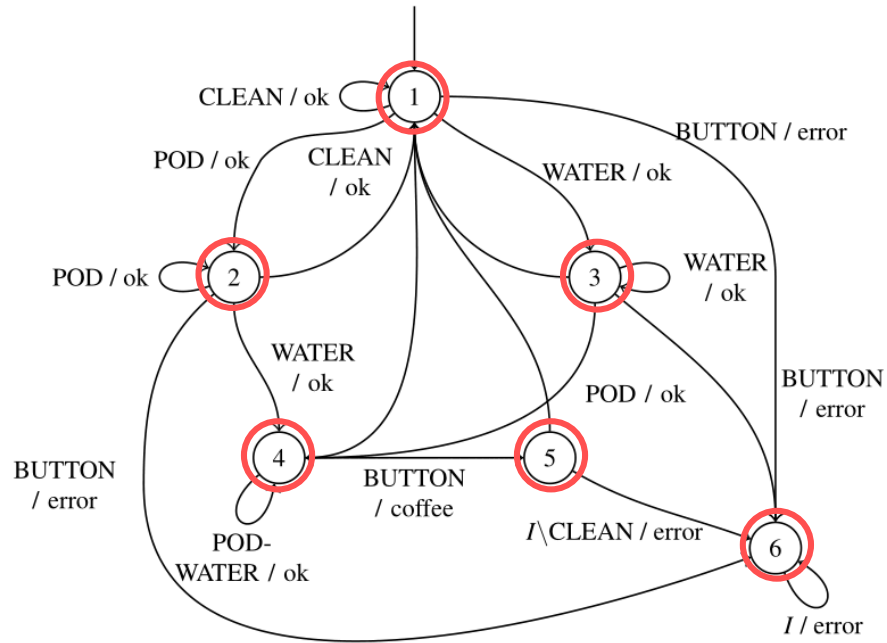 1
CLEAN / ok
BUTTON / error
POD / ok
CLEAN
/ ok
WATER / ok
2
POD / ok
3
WATER
/ ok
WATER
/ ok
POD / ok
BUTTON
/ error
4
5
BUTTON
/ error
BUTTON
/ coffee
I\CLEAN / error
POD-
WATER / ok
6
I / error